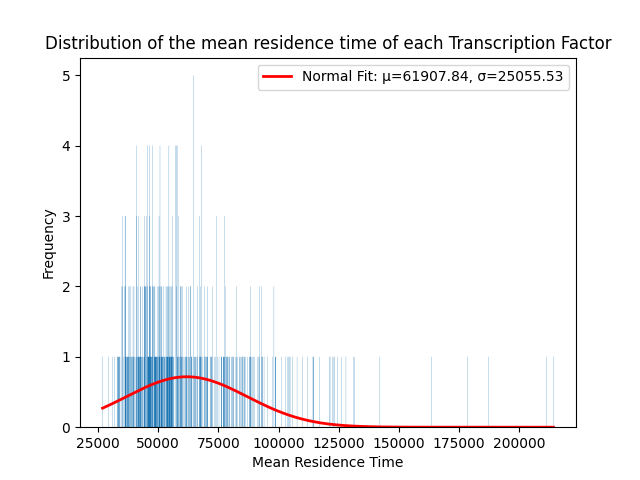 Distribution of the mean residence time of each Transcription Factor
Normal Fit: μ=61907.84, σ=25055.53
5
4
3
2
1
0
Frequency
25000 50000 75000 100000 125000 150000 175000 200000
Mean Residence Time